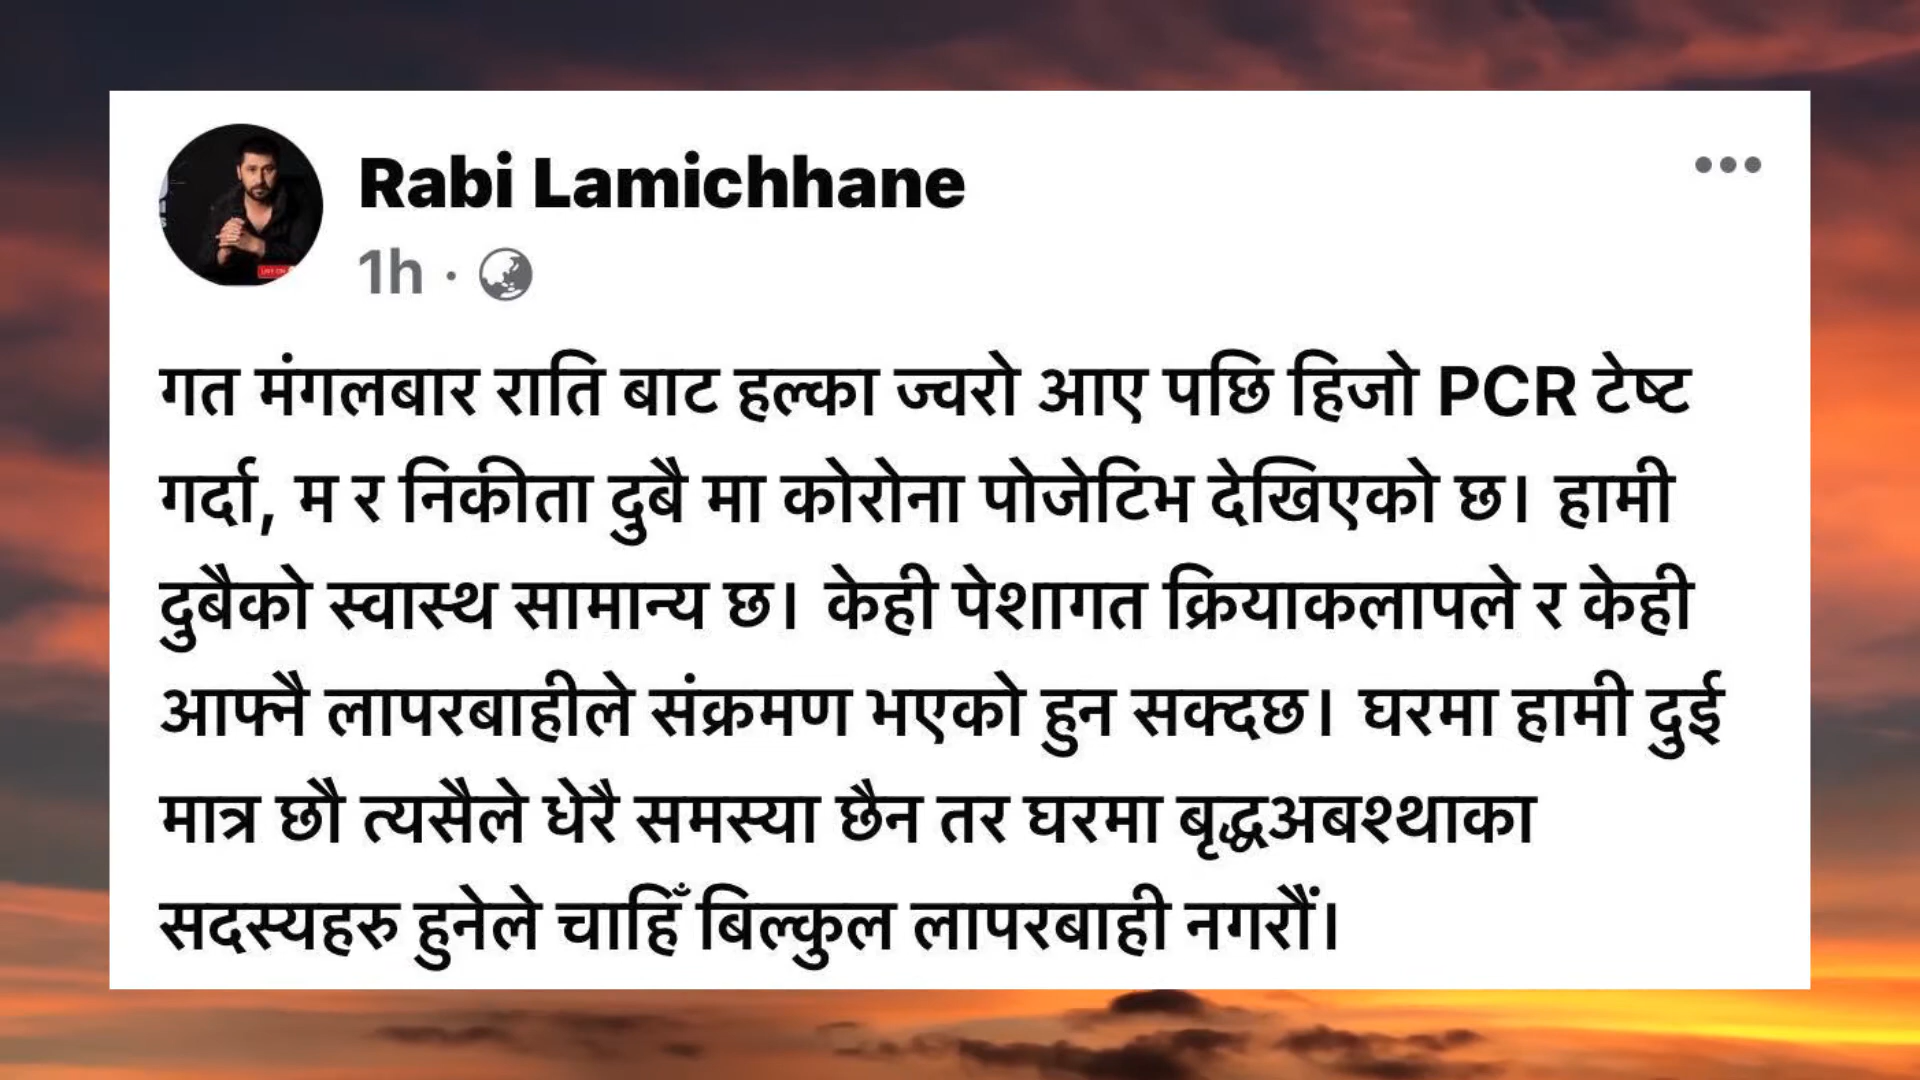 Rabi Lamichhane
1h ·
गत मंगलबार राति बाट हल्का ज्वरो आए पछि हिजो PCR टेष्ट
गर्दा, म र निकीता दुबै मा कोरोना पोजेटिभ देखिएको छ। हामी
दुबैको स्वास्थ सामान्य छ। केही पेशागत क्रियाकलापले र केही
आफ्नै लापरबाहीले संक्रमण भएको हुन सक्दछ। घरमा हामी दुई
मात्र छौ त्यसैले धेरै समस्या छैन तर घरमा बृद्धअबश्थाका
सदस्यहरु हुनेले चाहिँ बिल्कुल लापरबाही नगरौं।